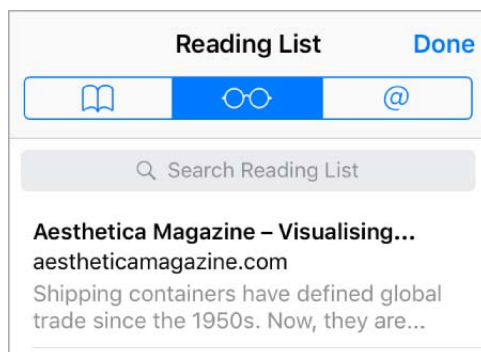 Reading List
Done
@
Search Reading List
Aesthetica Magazine – Visualising...
aestheticamagazine.com
Shipping containers have defined global
trade since the 1950s. Now, they are...